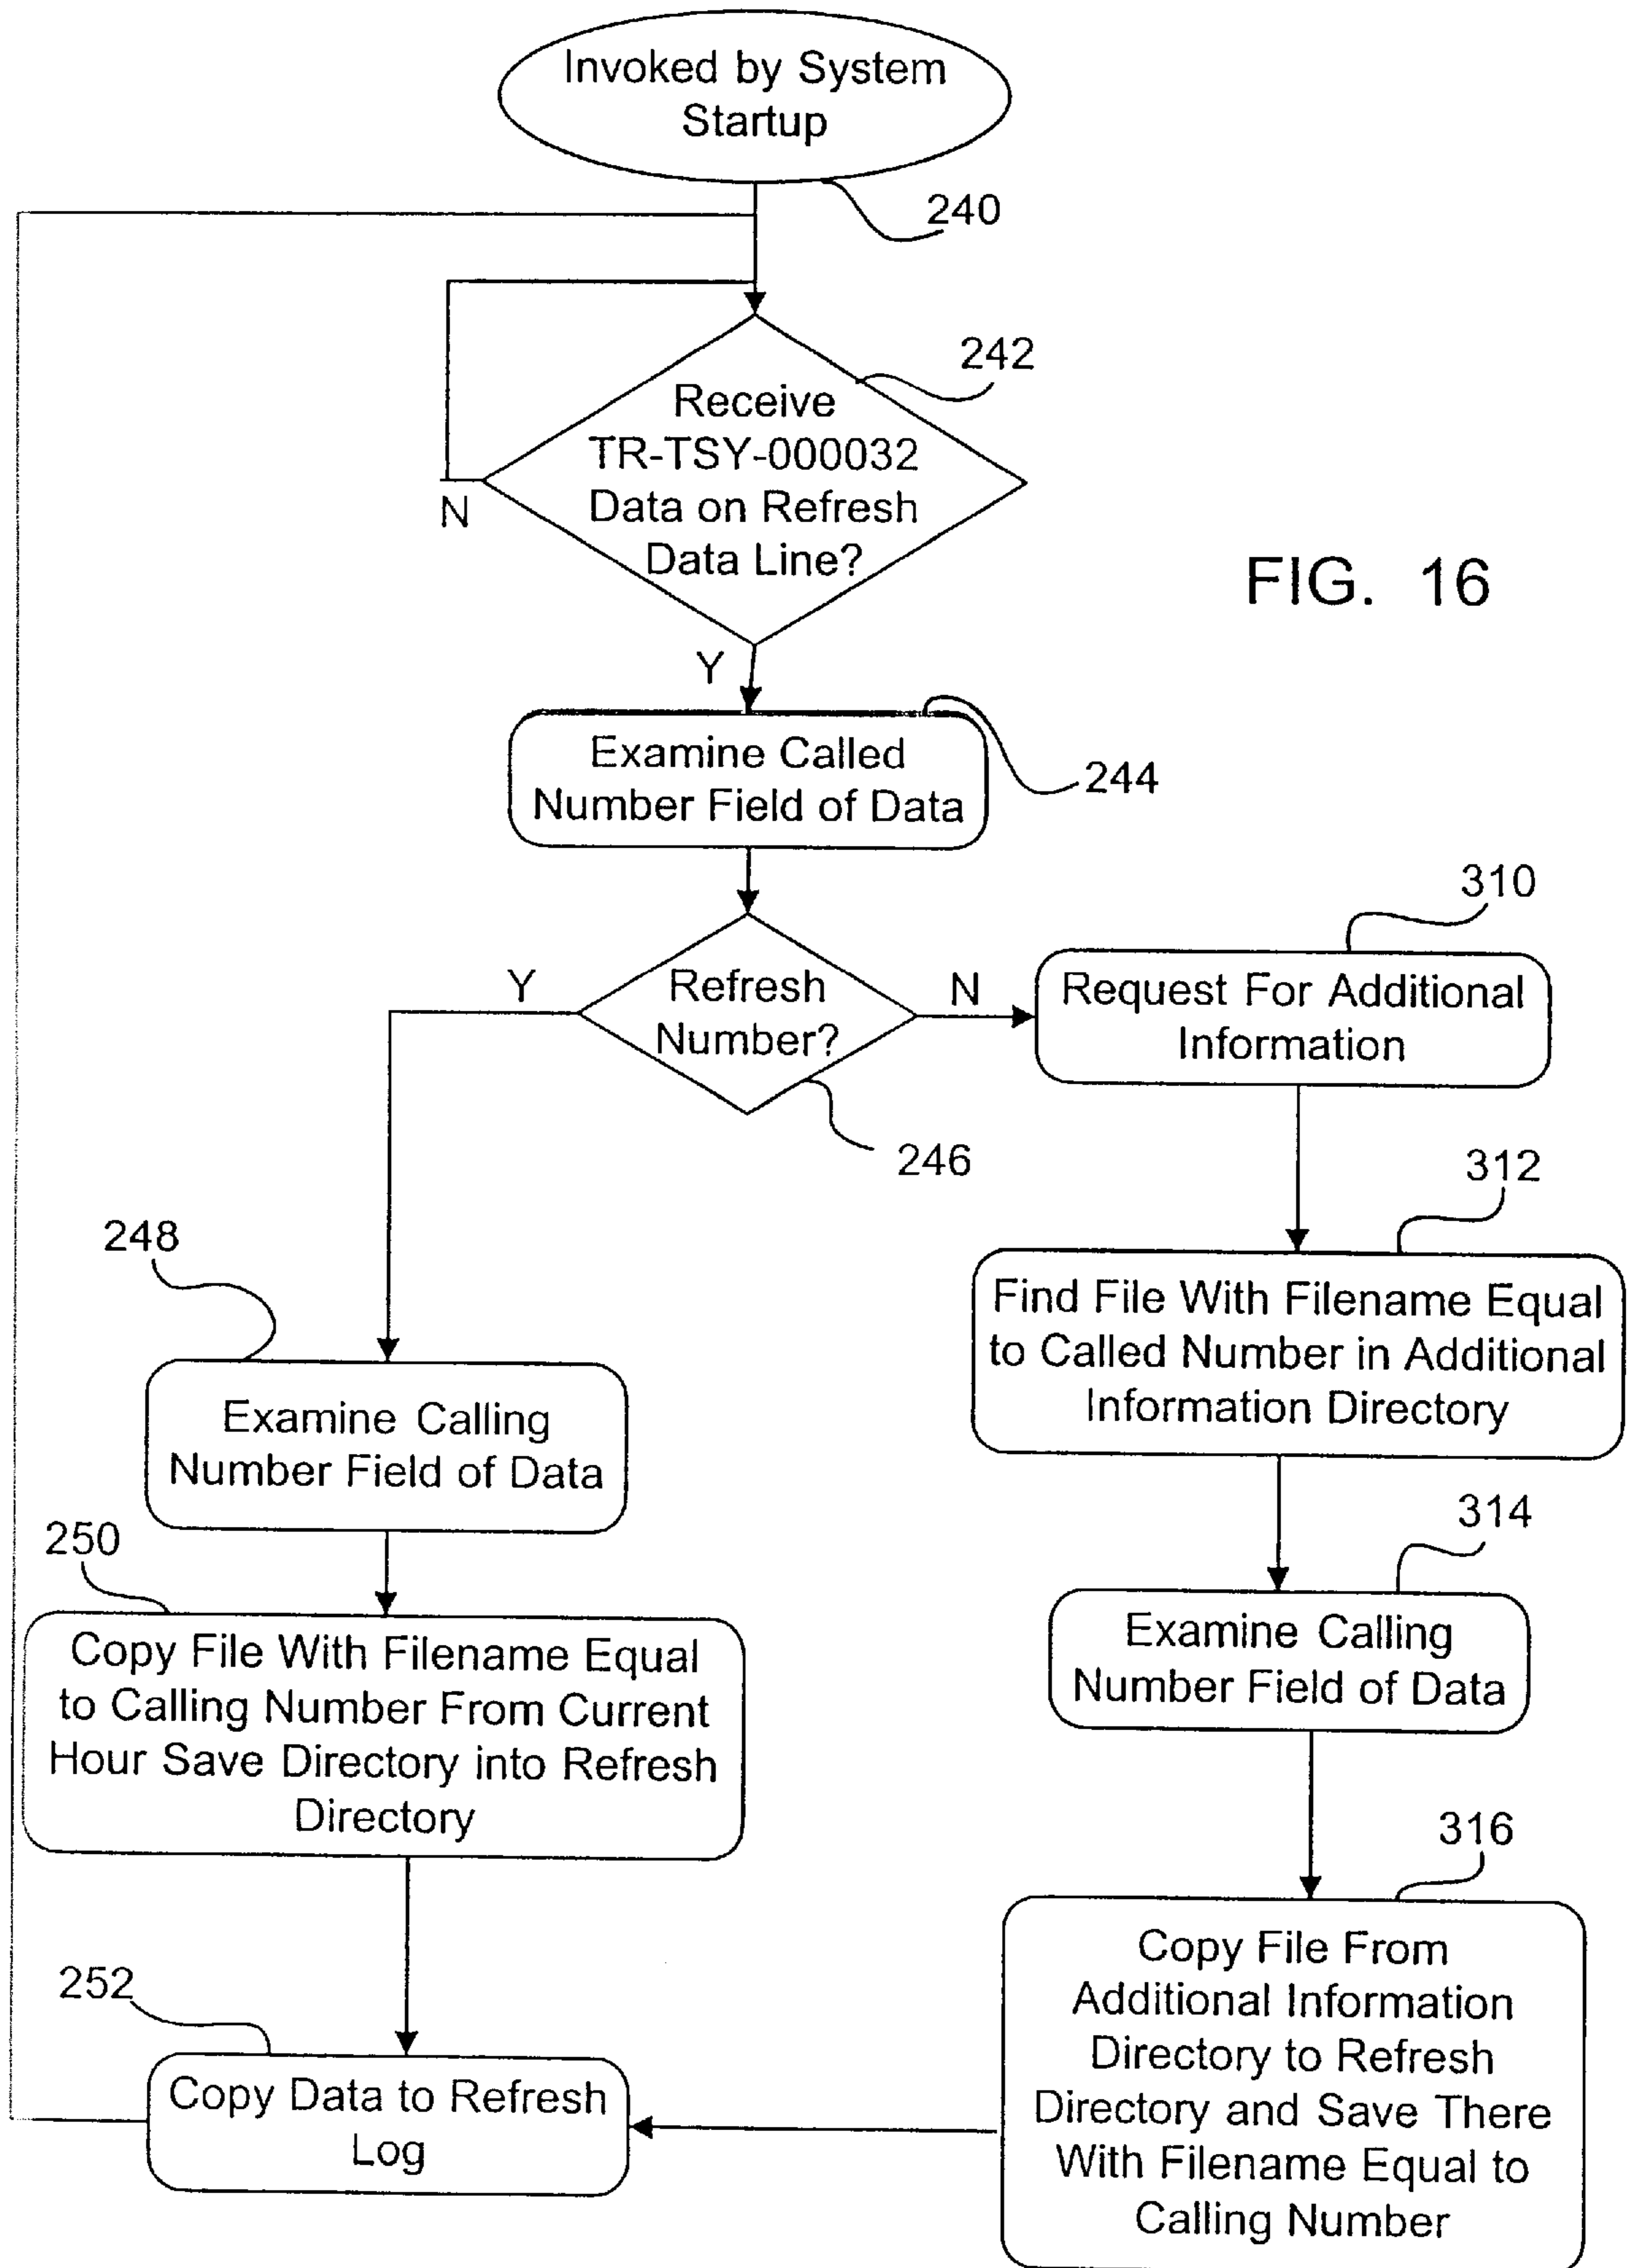 Invoked by System
Startup
240
242
Receive
TR-TSY-000032
Data on Refresh
Data Line?
N
FIG. 16
Y
Examine Called
Number Field of Data
244
310
Y
Refresh
Number?
N
Request For Additional
Information
246
312
248
Find File With Filename Equal
to Called Number in Additional
Information Directory
Examine Calling
Number Field of Data
314
250
Examine Calling
Number Field of Data
Copy File With Filename Equal
to Calling Number From Current
Hour Save Directory into Refresh
Directory
316
Copy File From
Additional Information
Directory to Refresh
Directory and Save There
With Filename Equal to
Calling Number
252
Copy Data to Refresh
Log